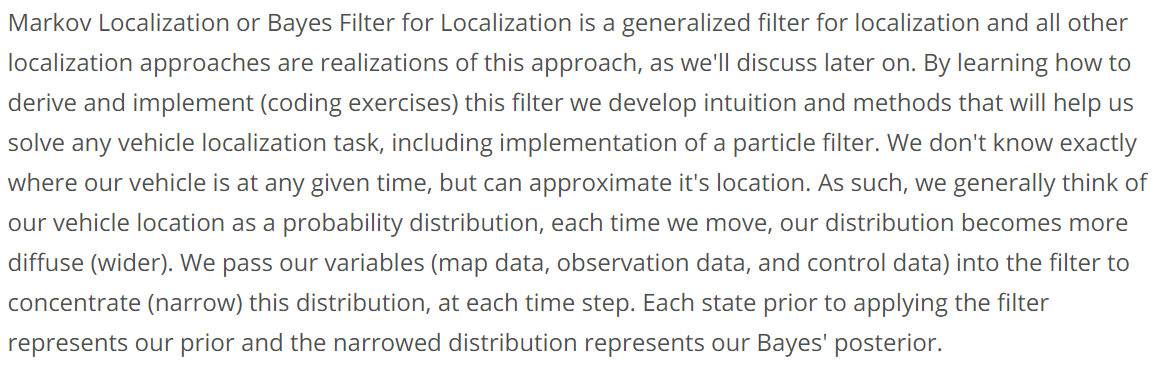 Markov Localization or Bayes Filter for Localization is a generalized filter for localization and all other
localization approaches are realizations of this approach, as we'll discuss later on. By learning how to
derive and implement (coding exercises) this filter we develop intuition and methods that will help us
solve any vehicle localization task, including implementation of a particle filter. We don't know exactly
where our vehicle is at any given time, but can approximate it's location. As such, we generally think of
our vehicle location as a probability distribution, each time we move, our distribution becomes more
diffuse (wider). We pass our variables (map data, observation data, and control data) into the filter to
concentrate (narrow) this distribution, at each time step. Each state prior to applying the filter
represents our prior and the narrowed distribution represents our Bayes' posterior.